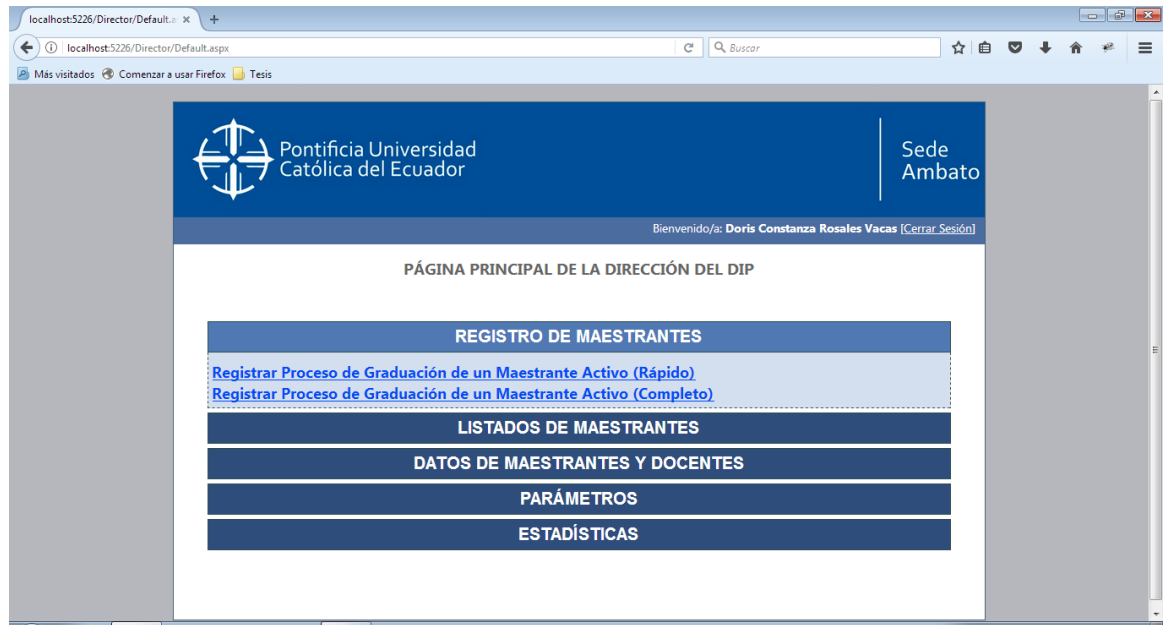 localhost:5226/Director/Default.a
localhost:5226/Director/Default.aspx
Buscar
Más visitados Comenzar a usar Firefox Tesis
Pontificia Universidad
Católica del Ecuador
Sede
Ambato
Bienvenido/a: Doris Constanza Rosales Vacas [Cerrar Sesión]
PÁGINA PRINCIPAL DE LA DIRECCIÓN DEL DIP
REGISTRO DE MAESTRANTES
Registrar Proceso de Graduación de un Maestrante Activo (Rápido)
Registrar Proceso de Graduación de un Maestrante Activo (Completo)
LISTADOS DE MAESTRANTES
DATOS DE MAESTRANTES Y DOCENTES
PARÁMETROS
ESTADÍSTICAS